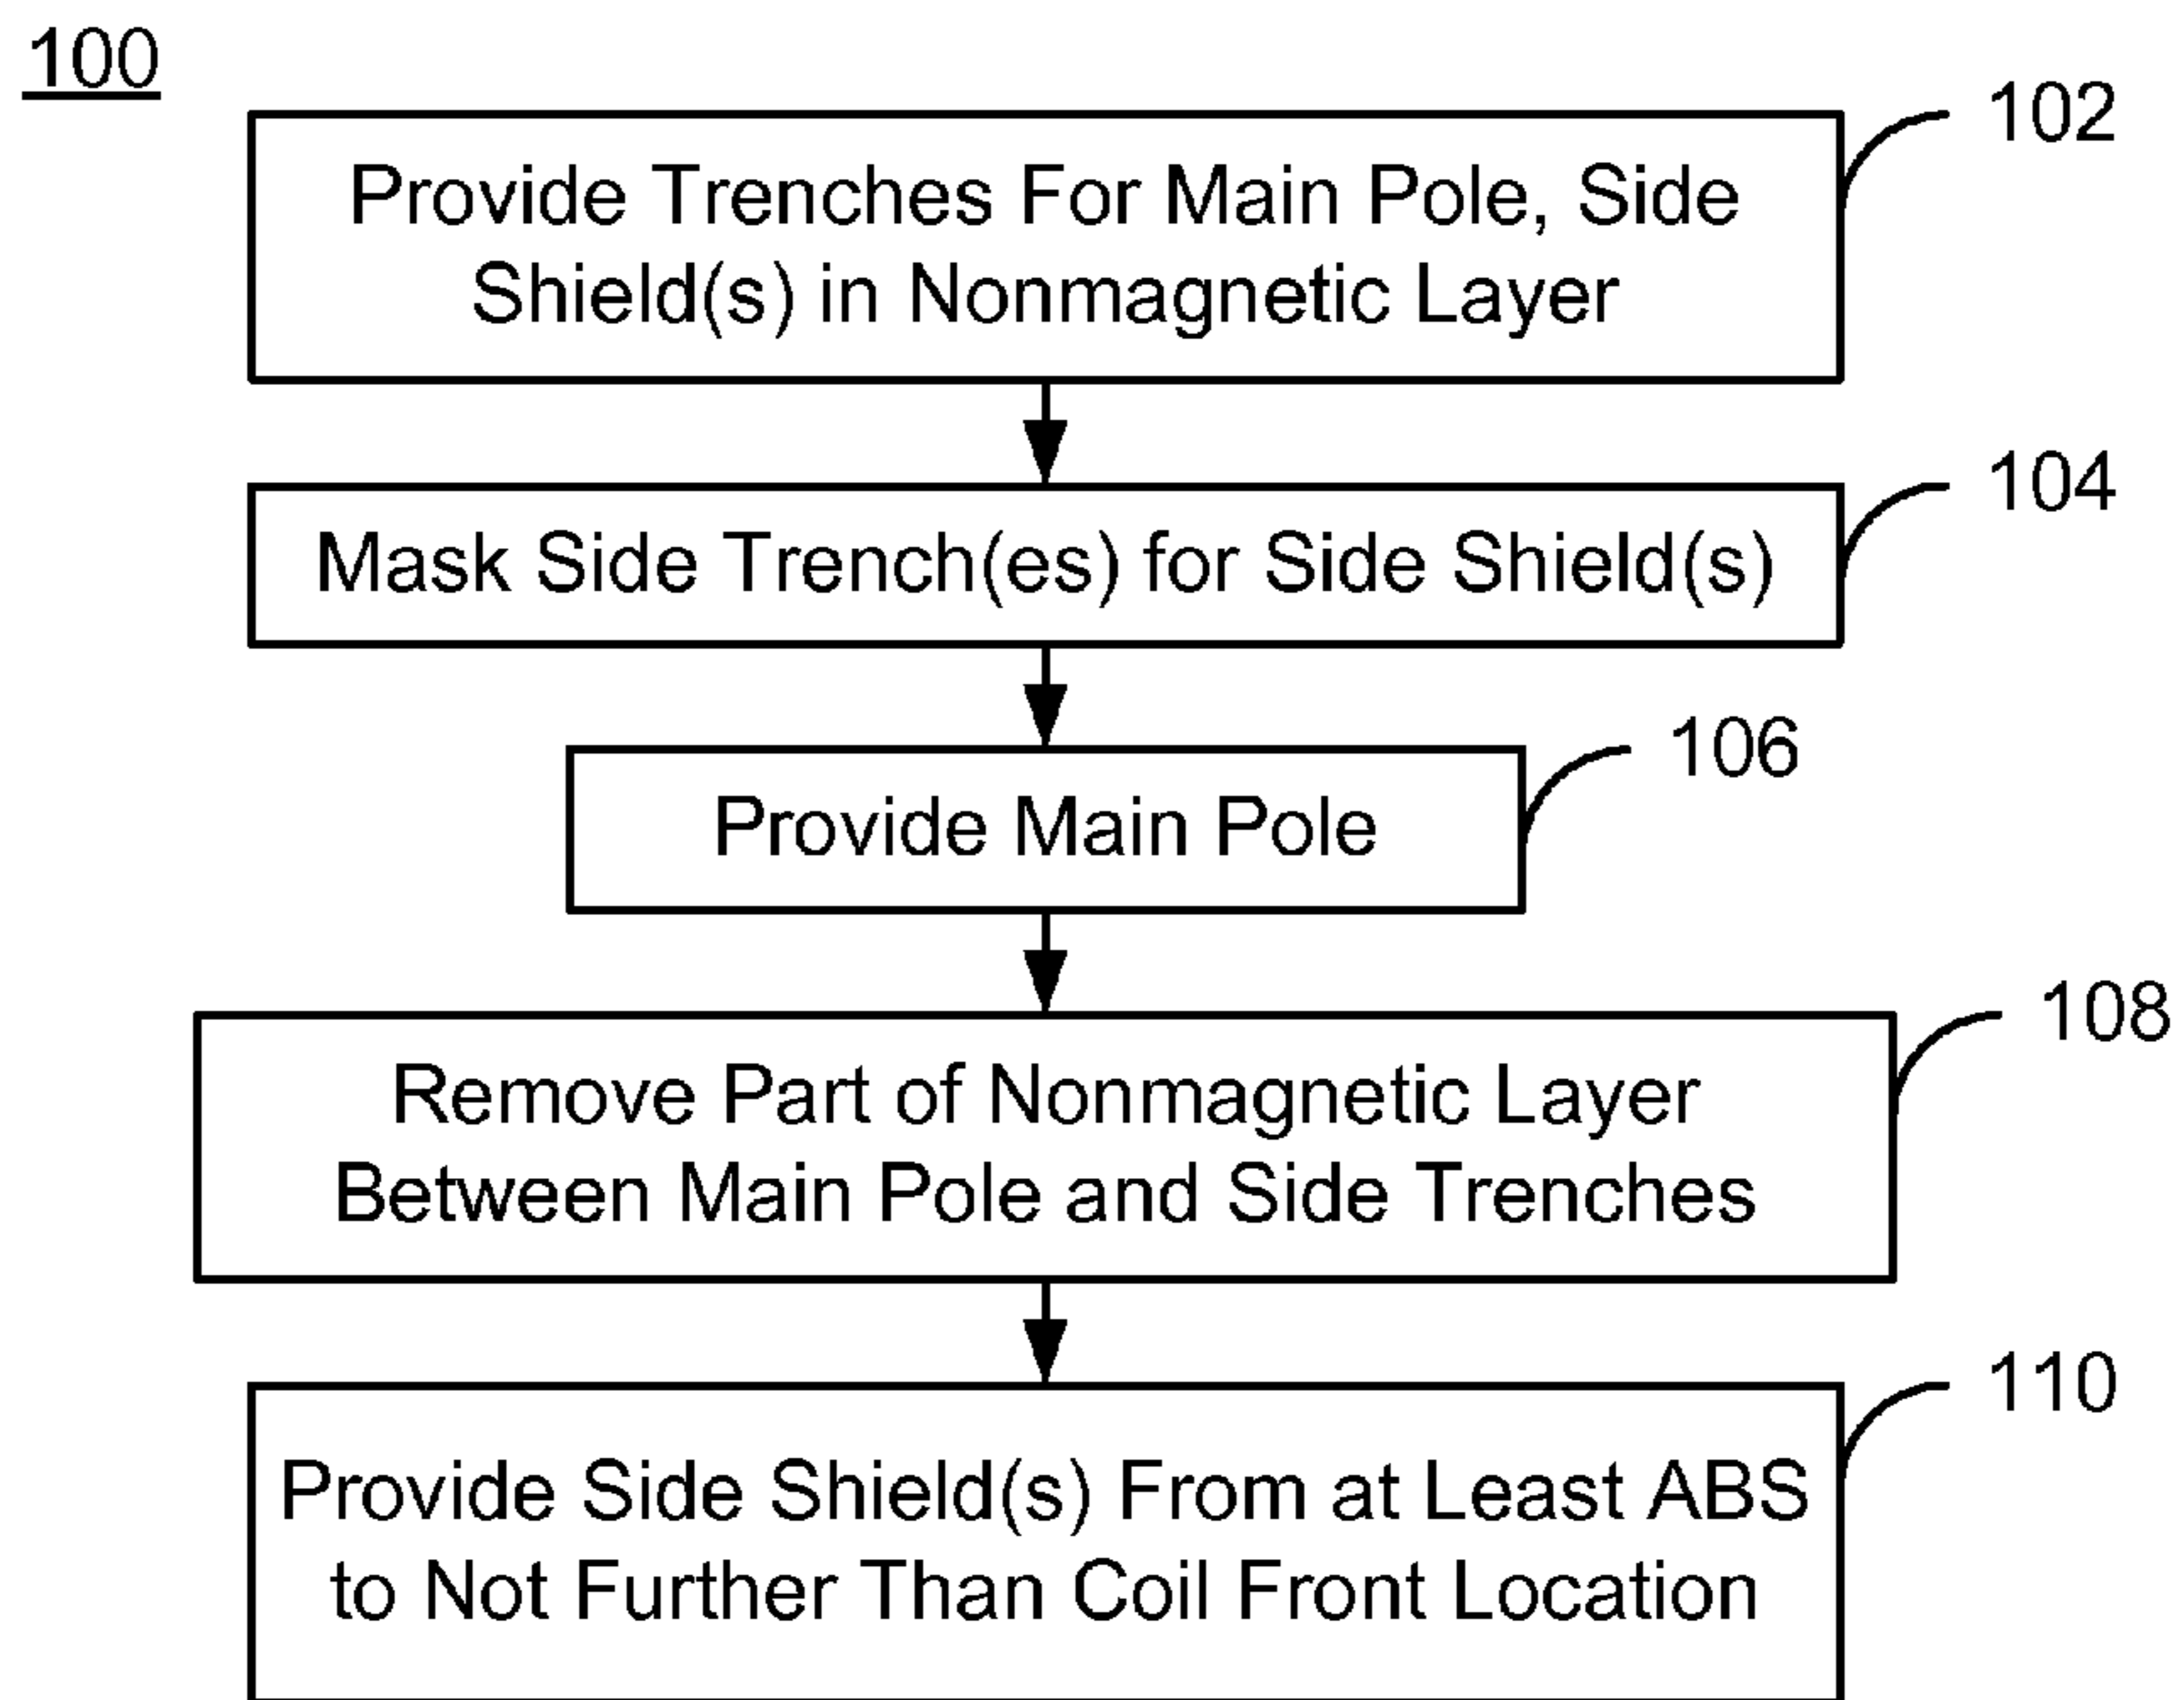 100
Provide Trenches For Main Pole, Side
Shield(s) in Nonmagnetic Layer
102
Mask Side Trench(es) for Side Shield(s)
104
Provide Main Pole
106
Remove Part of Nonmagnetic Layer
Between Main Pole and Side Trenches
108
Provide Side Shield(s) From at Least ABS
to Not Further Than Coil Front Location
110